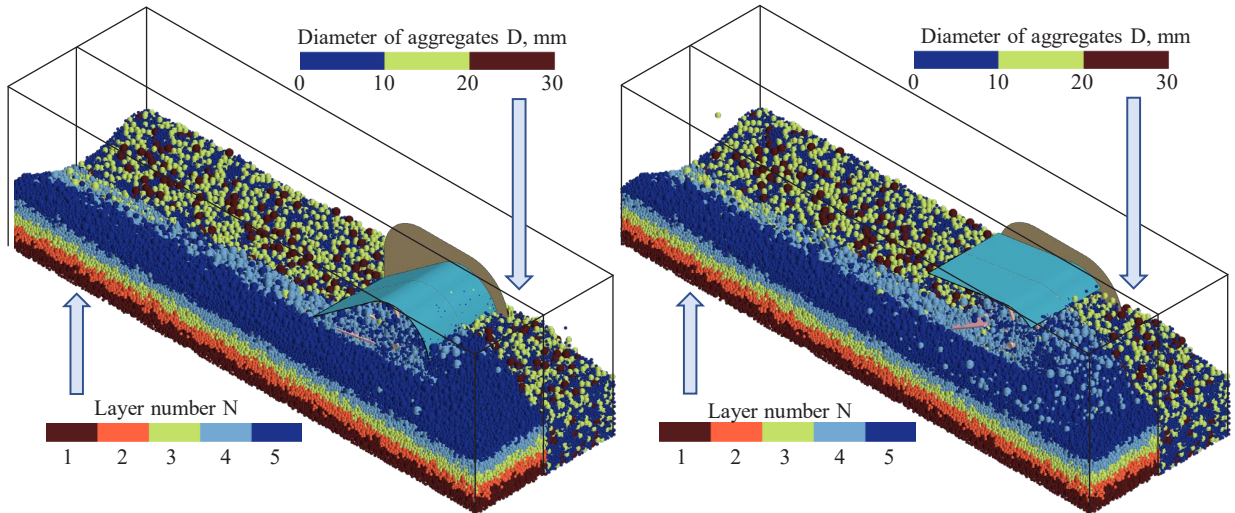 Diameter of aggregates D, mm
0 10 20 30
Layer number N
1 2 3 4 5
Diameter of aggregates D, mm
0 10 20 30
Layer number N
1 2 3 4 5